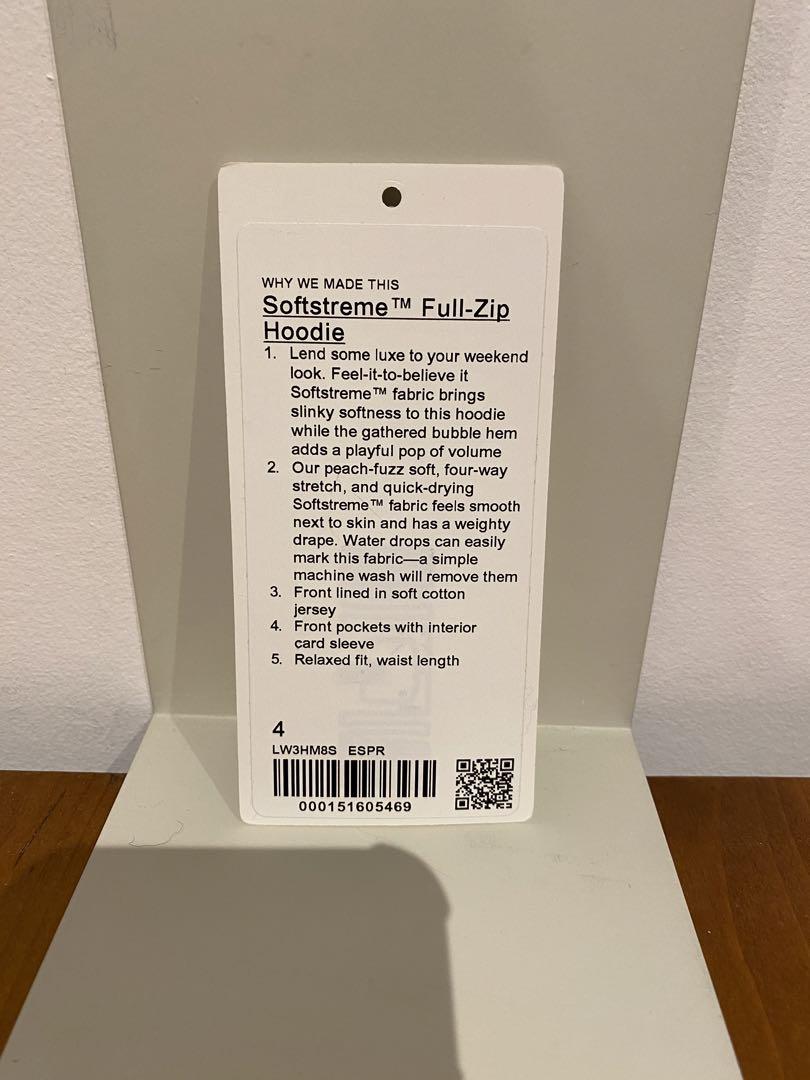 WHY WE MADE THIS
Softstreme™ Full-Zip
Hoodie
1. Lend some luxe to your weekend
look. Feel-it-to-believe it
Softstreme™ fabric brings
slinky softness to this hoodie
while the gathered bubble hem
adds a playful pop of volume
2. Our peach-fuzz soft, four-way
stretch, and quick-drying
Softstreme™ fabric feels smooth
next to skin and has a weighty
drape. Water drops can easily
mark this fabric—a simple
machine wash will remove them
3. Front lined in soft cotton
jersey
4. Front pockets with interior
card sleeve
5. Relaxed fit, waist length
4
LW3HM8S ESPR
000151605469